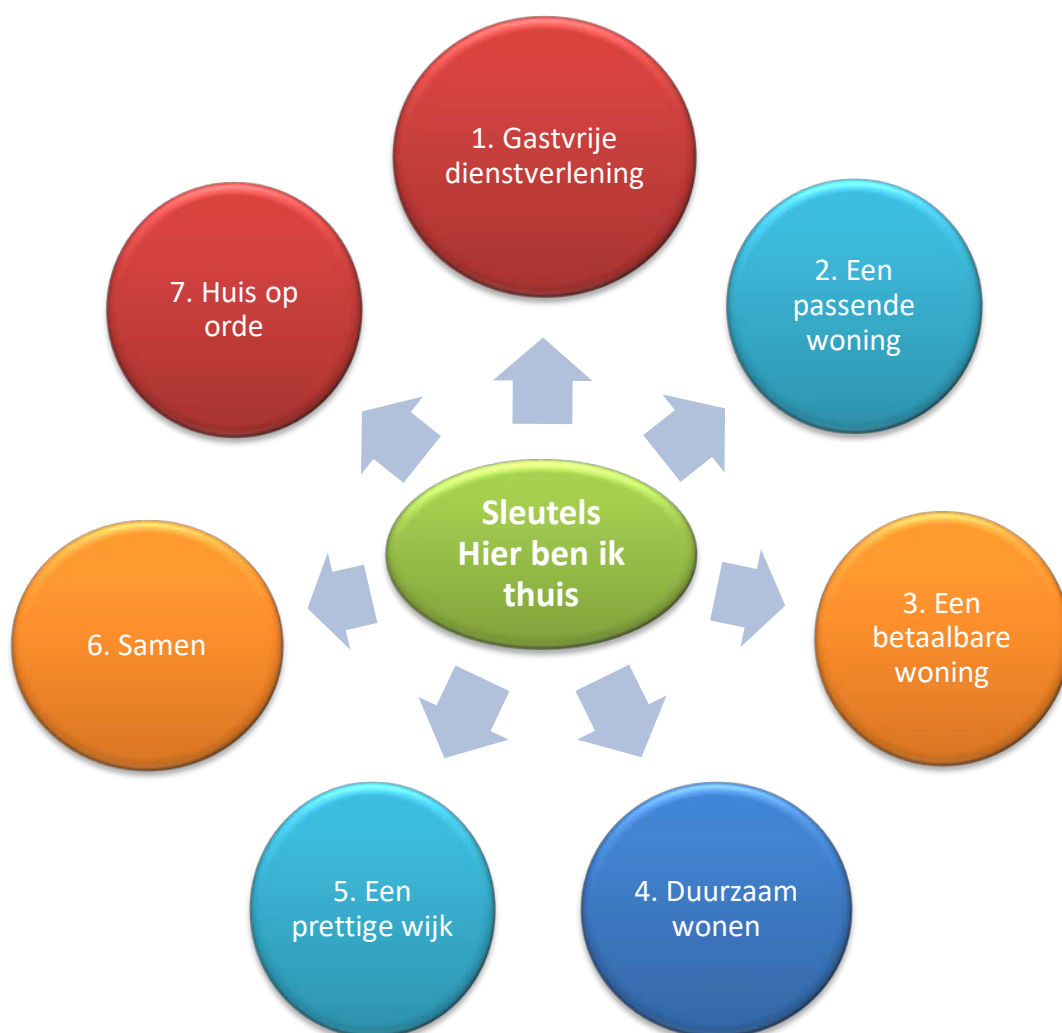 1. Gastvrije
dienstverlening
2. Een
passende
woning
3. Een
betaalbare
woning
4. Duurzaam
wonen
5. Een
prettige wijk
6. Samen
7. Huis op
orde
Sleutels
Hier ben ik
thuis